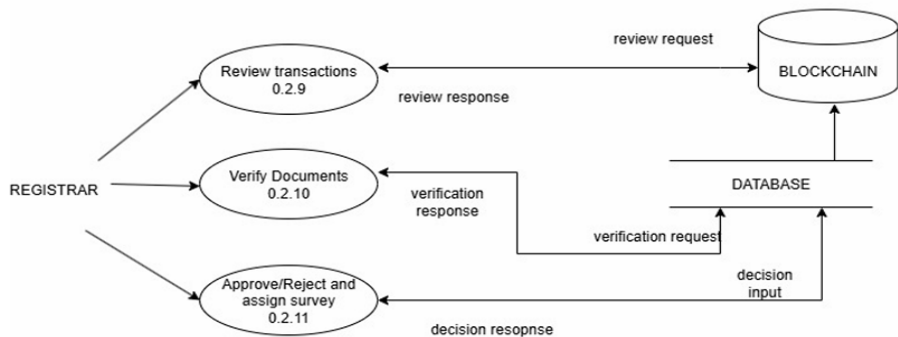 review request
Review transactions
0.2.9
BLOCKCHAIN
review response
REGISTRAR
Verify Documents
0.2.10
DATABASE
verification
response
verification request
Approve/Reject and
assign survey
0.2.11
decision
input
decision resopnse